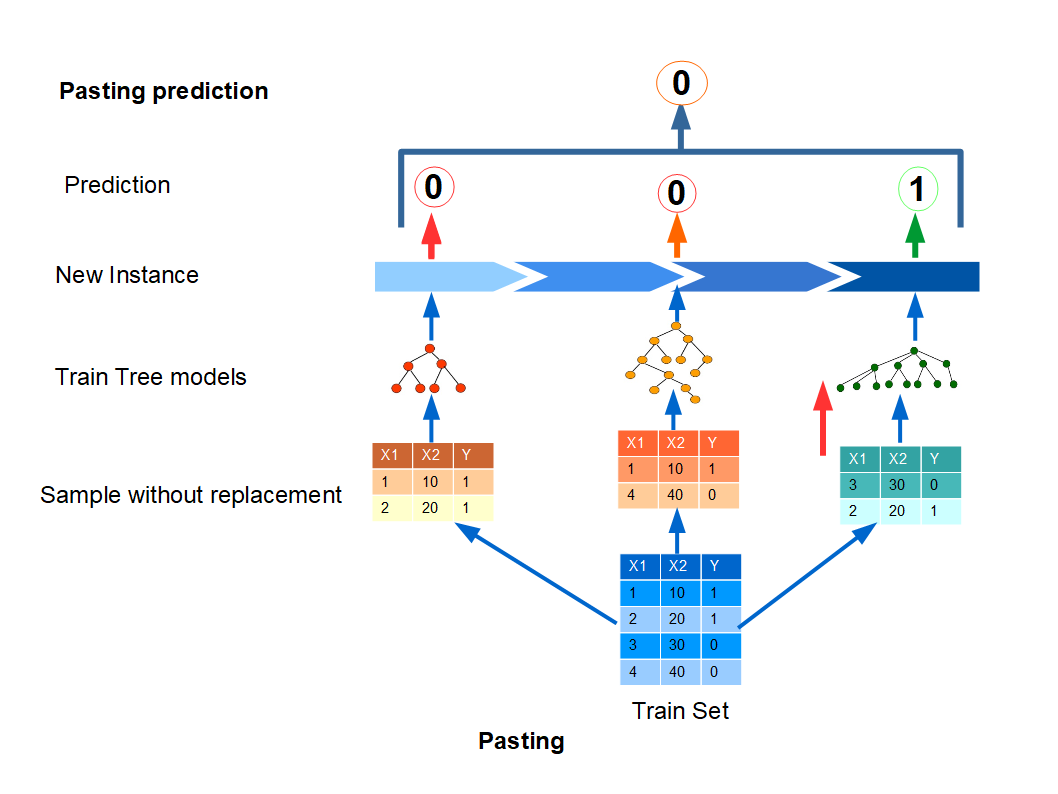 Pasting prediction
0
Prediction
0
0
1
New Instance
Train Tree models
Sample without replacement
X1 X2 Y
1 10 1
2 20 1
X1 X2 Y
1 10 1
4 40 0
X1 X2 Y
3 30 0
2 20 1
X1 X2 Y
1 10 1
2 20 1
3 30 0
4 40 0
Train Set
Pasting